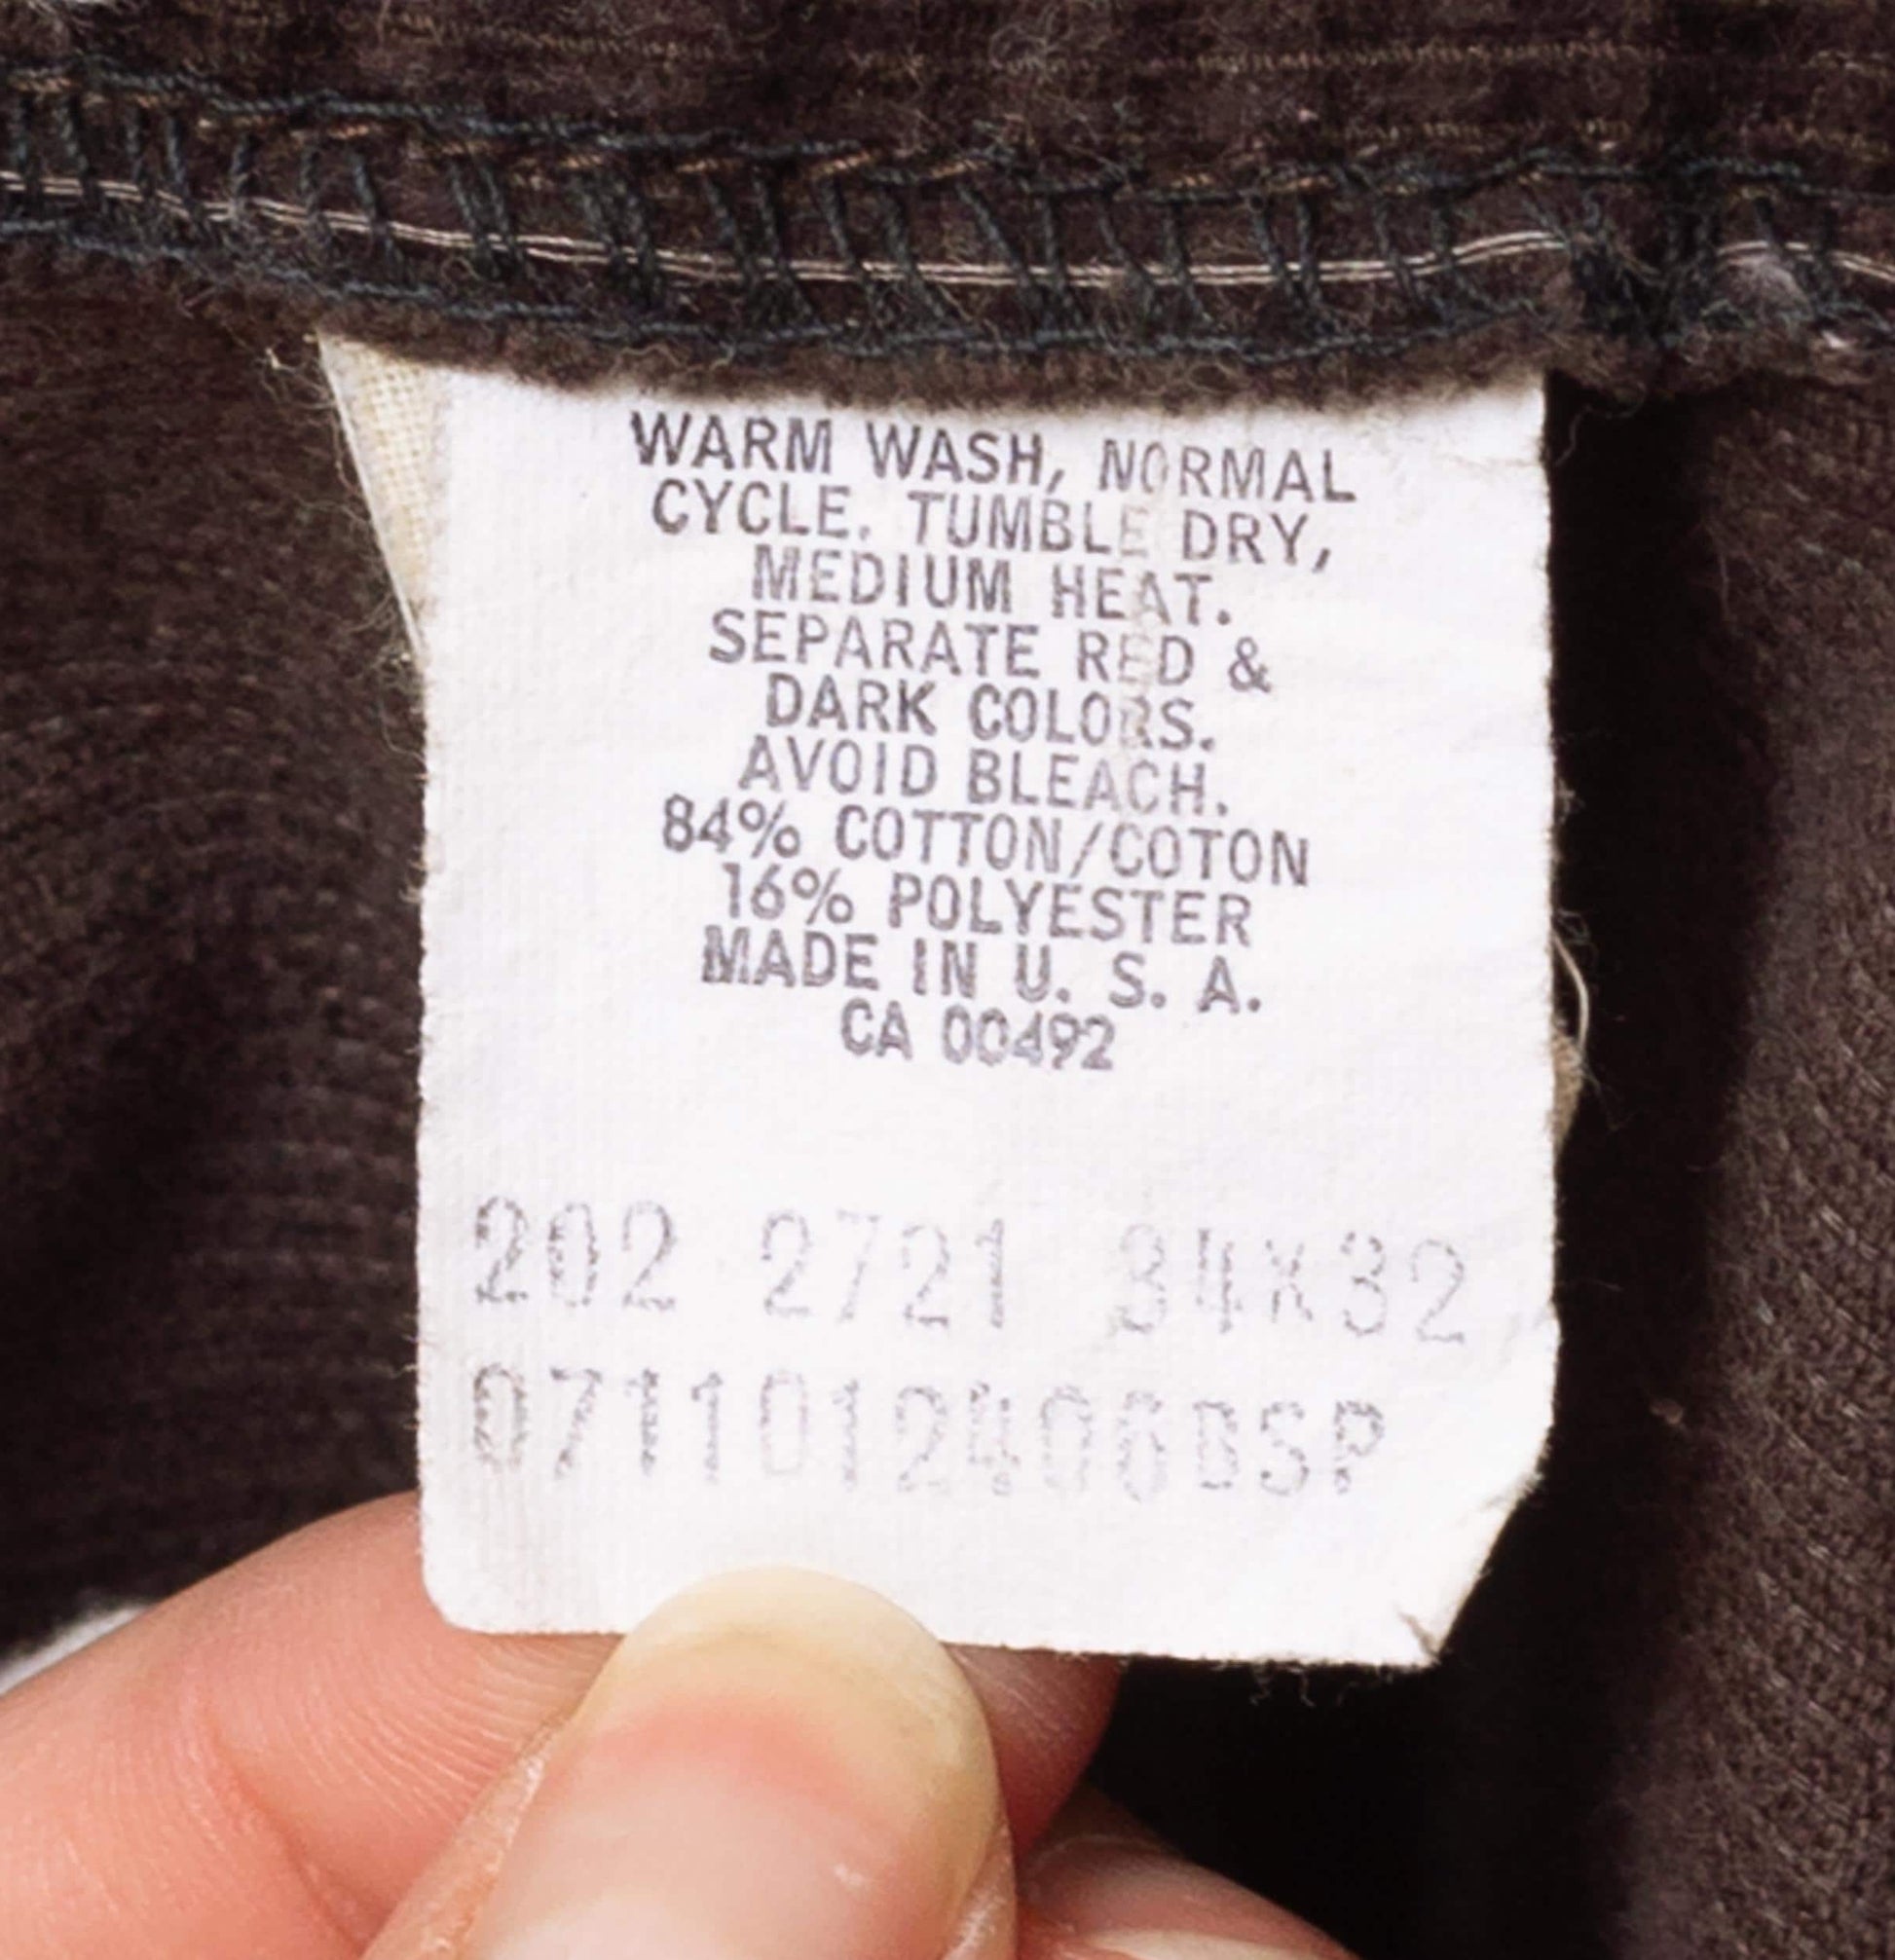 WARM WASH, NORMAL
CYCLE. TUMBLE DRY,
MEDIUM HEAT.
SEPARATE RED &
DARK COLORS.
AVOID BLEACH.
84% COTTON/COTON
16% POLYESTER
MADE IN U. S. A.
CA 00492
202 2721 34X32
07110124068SP